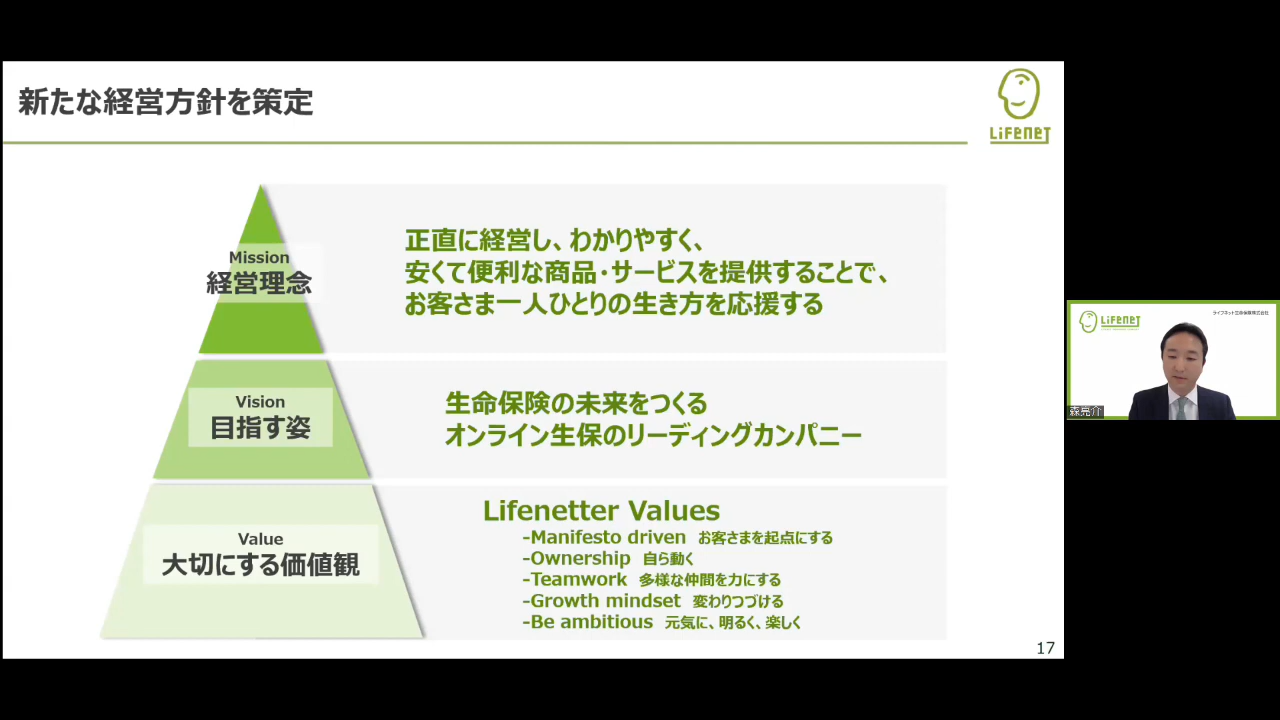 新たな経営方針を策定
LIFENET
Mission
経営理念
正直に経営し、わかりやすく、
安くて便利な商品・サービスを提供することで、
お客さま一人ひとりの生き方を応援する
Vision
目指す姿
生命保険の未来をつくる
オンライン生保のリーディングカンパニー
Value
大切にする価値観
Lifenetter Values
-Manifesto driven お客さまを起点にする
-Ownership 自ら動く
-Teamwork 多様な仲間を力にする
-Growth mindset 変わりつづける
-Be ambitious 元気に、明るく、楽しく
17
LIFENET
ライフネット生命保険株式会社
森亮介